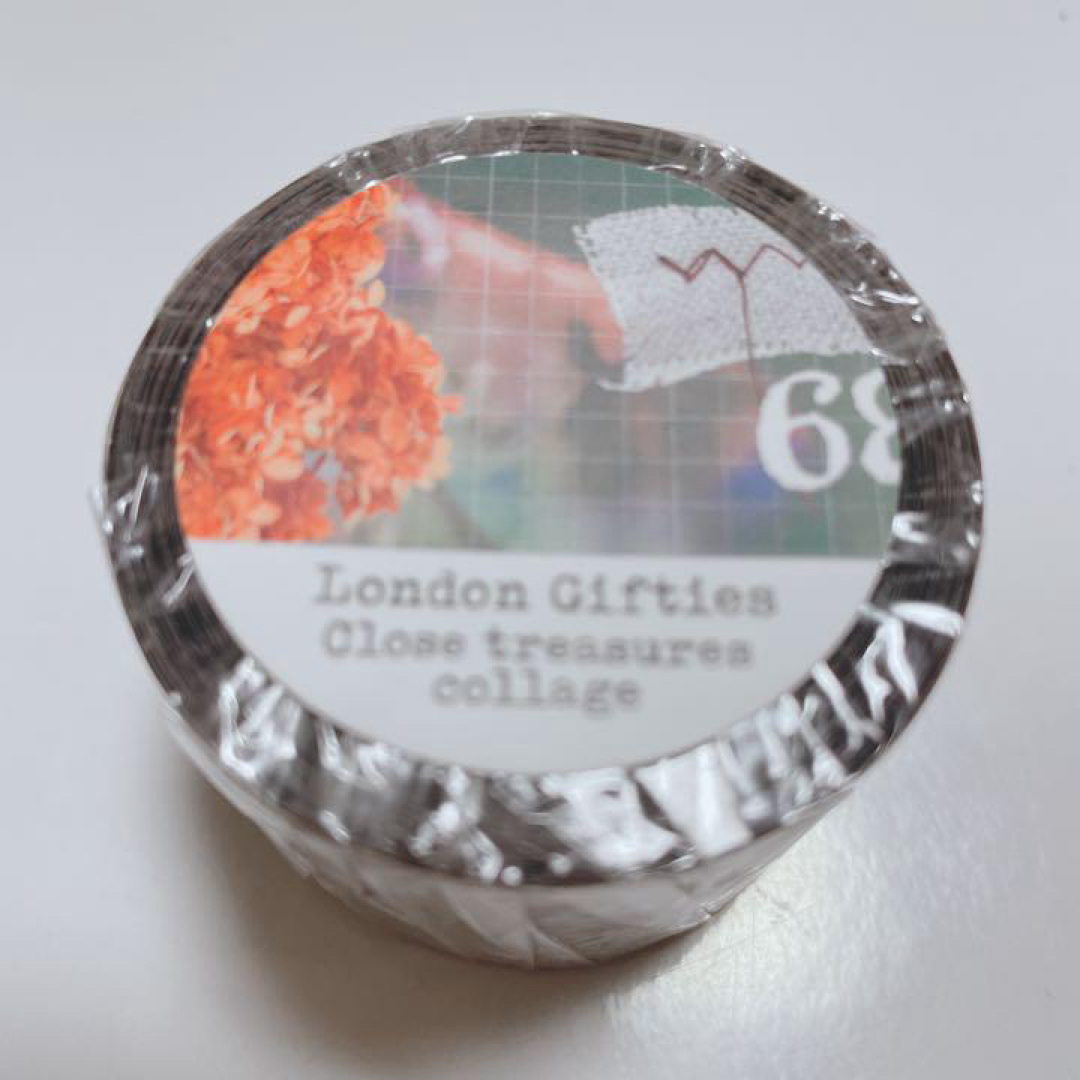 68
London Gifties
Close treasures
collage